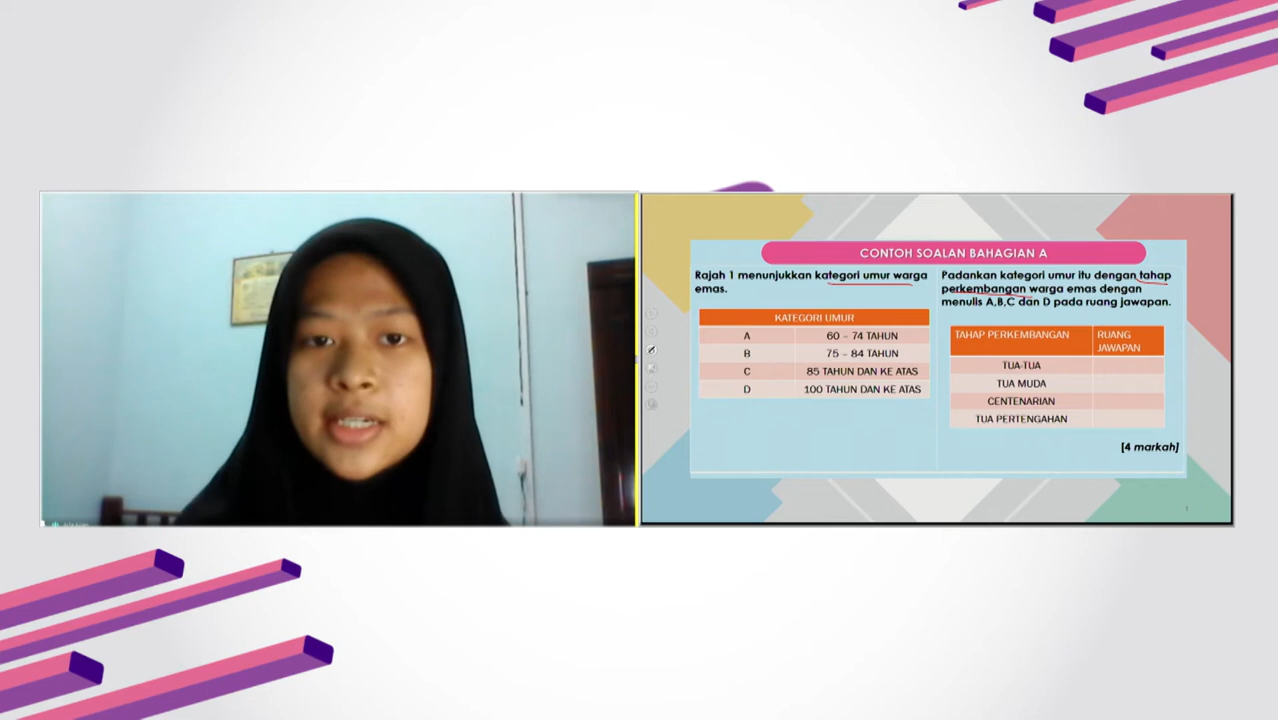 CONTOH SOALAN BAHAGIAN A
Rajah 1 menunjukkan kategori umur warga
emas.
KATEGORI UMUR
A 60 – 74 TAHUN
B 75 – 84 TAHUN
C 85 TAHUN DAN KE ATAS
D 100 TAHUN DAN KE ATAS
Padankan kategori umur itu dengan tahap
perkembangan warga emas dengan
menulis A,B,C dan D pada ruang jawapan.
TAHAP PERKEMBANGAN RUANG
JAWAPAN
TUA-TUA
TUA MUDA
CENTENARIAN
TUA PERTENGAHAN
[4 markah]